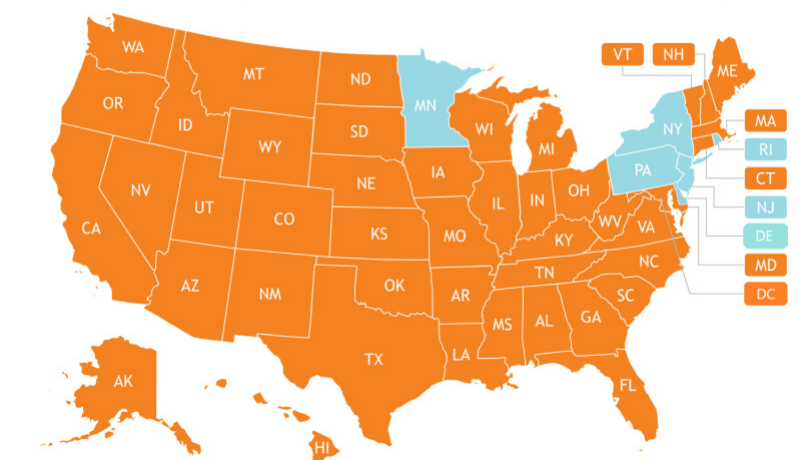 WA
MT
ND
MN
VT
NH
ME
OR
ID
WY
SD
WI
MI
NY
MA
RI
CT
NJ
DE
MD
DC
NV
UT
CO
NE
IA
IL
IN
OH
PA
CA
KS
MO
KY
WV
VA
AZ
NM
OK
AR
TN
NC
SC
TX
LA
MS
AL
GA
FL
AK
HI